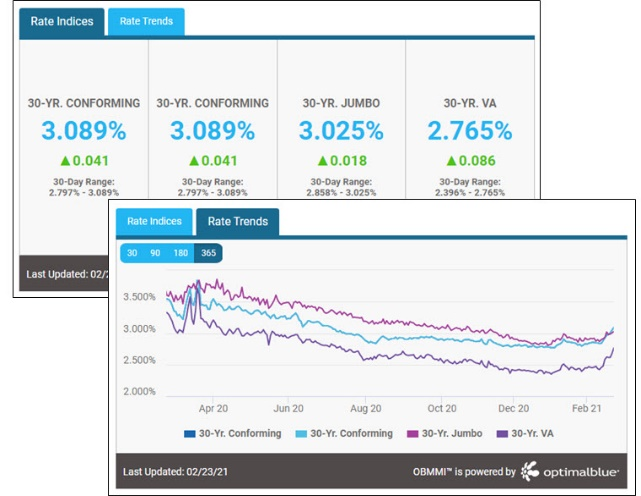 Rate Indices Rate Trends
30-YR. CONFORMING 30-YR. CONFORMING 30-YR. JUMBO 30-YR. VA
3.089% 3.089% 3.025% 2.765%
▲0.041 ▲0.041 ▲0.018 ▲0.086
30-Day Range: 30-Day Range: 30-Day Range: 30-Day Range:
2.797% - 3.089% 2.797% - 3.089% 2.858% - 3.025% 2.396% - 2.765%
Last Updated: 02/
Rate Indices Rate Trends
30 90 180 365
3.500%
3.000%
2.500%
2.000%
Apr 20 Jun 20 Aug 20 Oct 20 Dec 20 Feb 21
30-Yr. Conforming 30-Yr. Conforming 30-Yr. Jumbo 30-Yr. VA
Last Updated: 02/23/21 OBMMI™ is powered by optimalblue